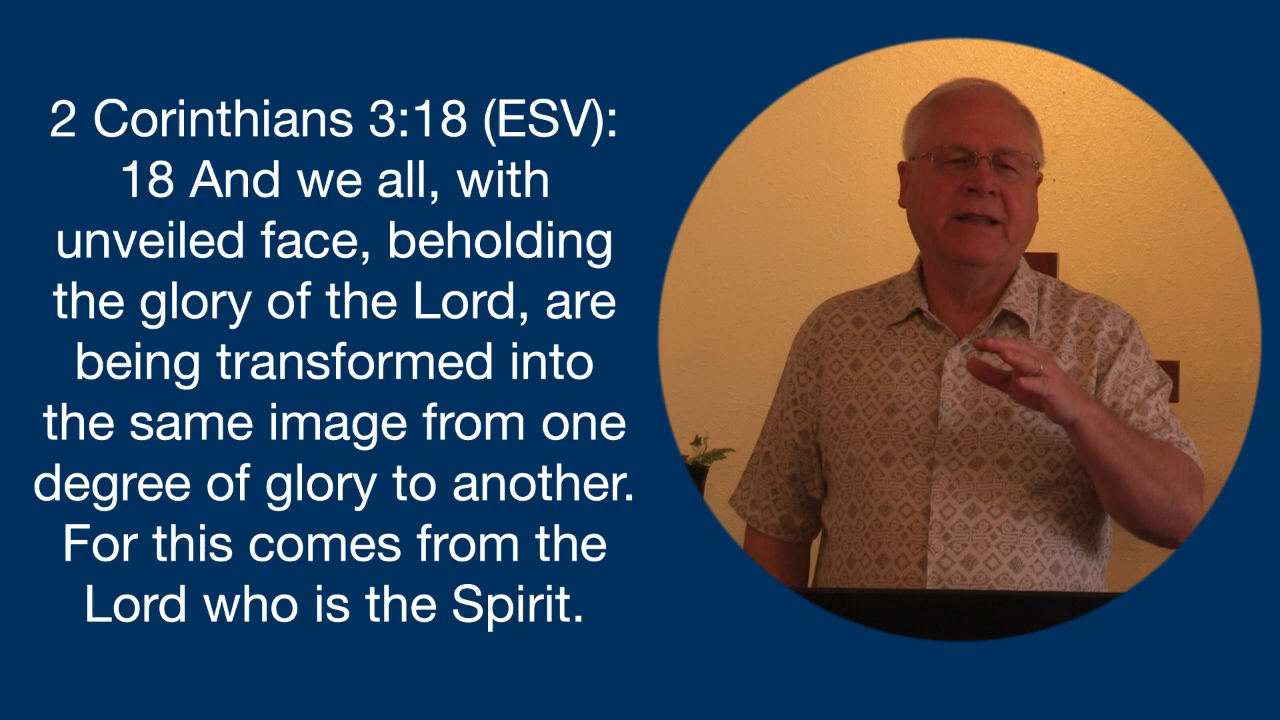 2 Corinthians 3:18 (ESV):
18 And we all, with
unveiled face, beholding
the glory of the Lord, are
being transformed into
the same image from one
degree of glory to another.
For this comes from the
Lord who is the Spirit.